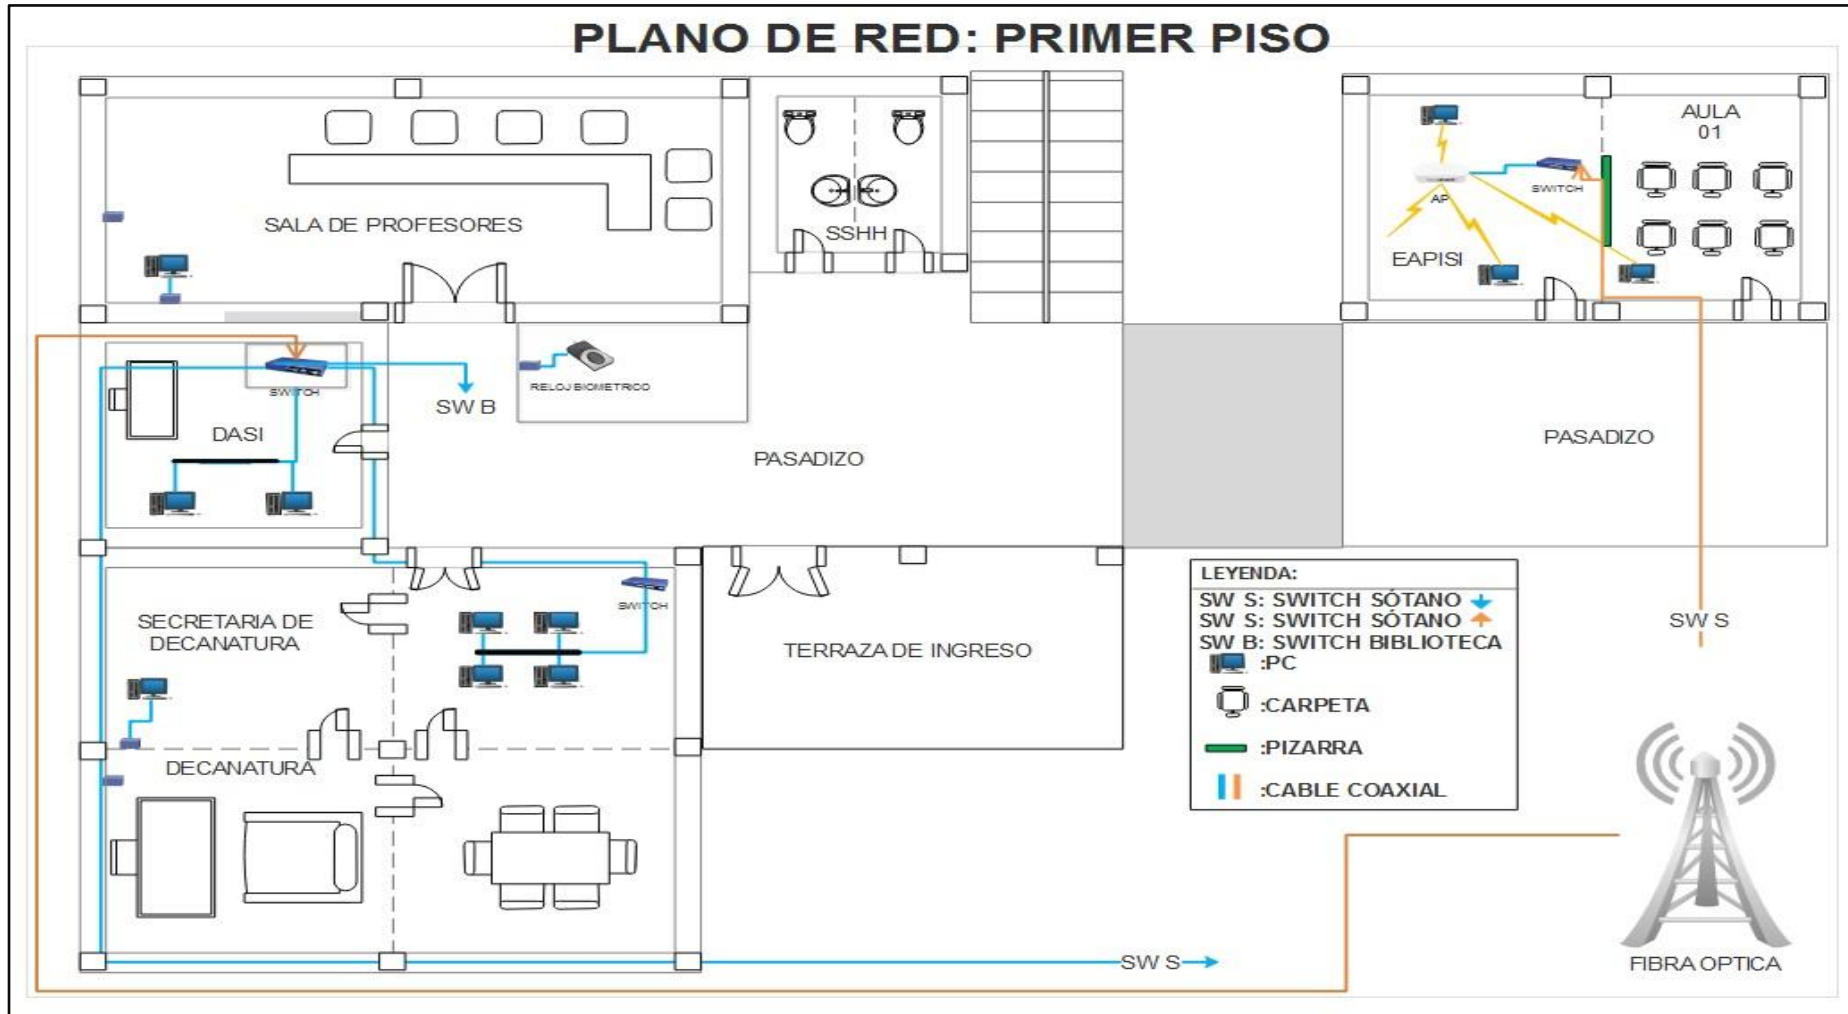 PLANO DE RED: PRIMER PISO
SALA DE PROFESORES
SSHH
AULA
01
SWITCH
AP
EAPISI
SWITCH
SW B
RELOJ BIOMETRICO
DASI
PASADIZO
PASADIZO
SECRETARIA DE
DECANATURA
SWITCH
TERRAZA DE INGRESO
DECANATURA
LEYENDA:
SW S: SWITCH SÓTANO
SW S: SWITCH SÓTANO
SW B: SWITCH BIBLIOTECA
:PC
:CARPETA
:PIZARRA
:CABLE COAXIAL
SW S
SW S
FIBRA OPTICA